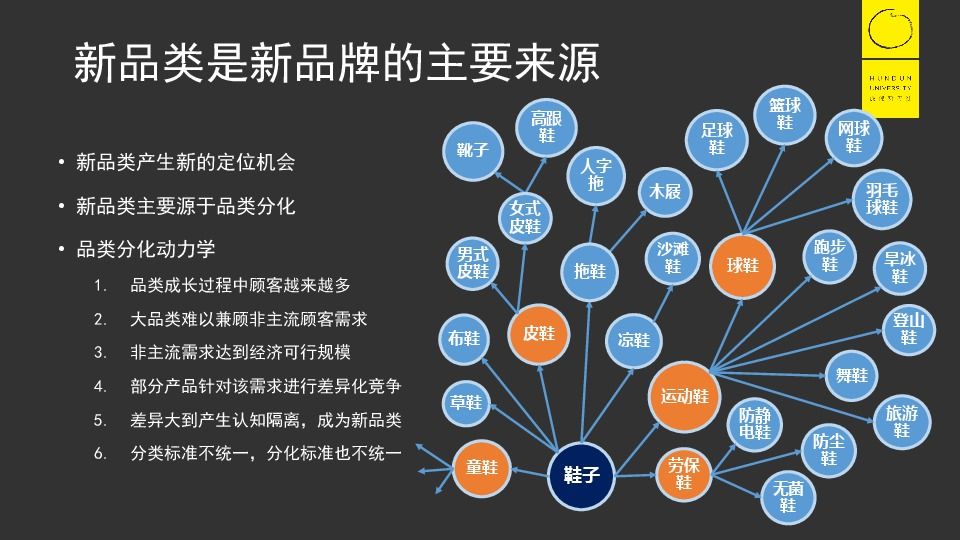 新品类是新品牌的主要来源
HUNDUN
UNIVERSITY
• 新品类产生新的定位机会
• 新品类主要源于品类分化
• 品类分化动力学
1. 品类成长过程中顾客越来越多
2. 大品类难以兼顾非主流顾客需求
3. 非主流需求达到经济可行规模
4. 部分产品针对该需求进行差异化竞争
5. 差异大到产生认知隔离，成为新品类
6. 分类标准不统一，分化标准也不统一
高跟
鞋
靴子
人字
拖
木屐
女式
皮鞋
男式
皮鞋
拖鞋
沙滩
鞋
布鞋
皮鞋
凉鞋
草鞋
童鞋
鞋子
足球
鞋
篮球
鞋
网球
鞋
羽毛
球鞋
球鞋
跑步
鞋
旱冰
鞋
登山
鞋
舞鞋
运动鞋
旅游
鞋
防静
电鞋
防尘
鞋
劳保
鞋
无菌
鞋